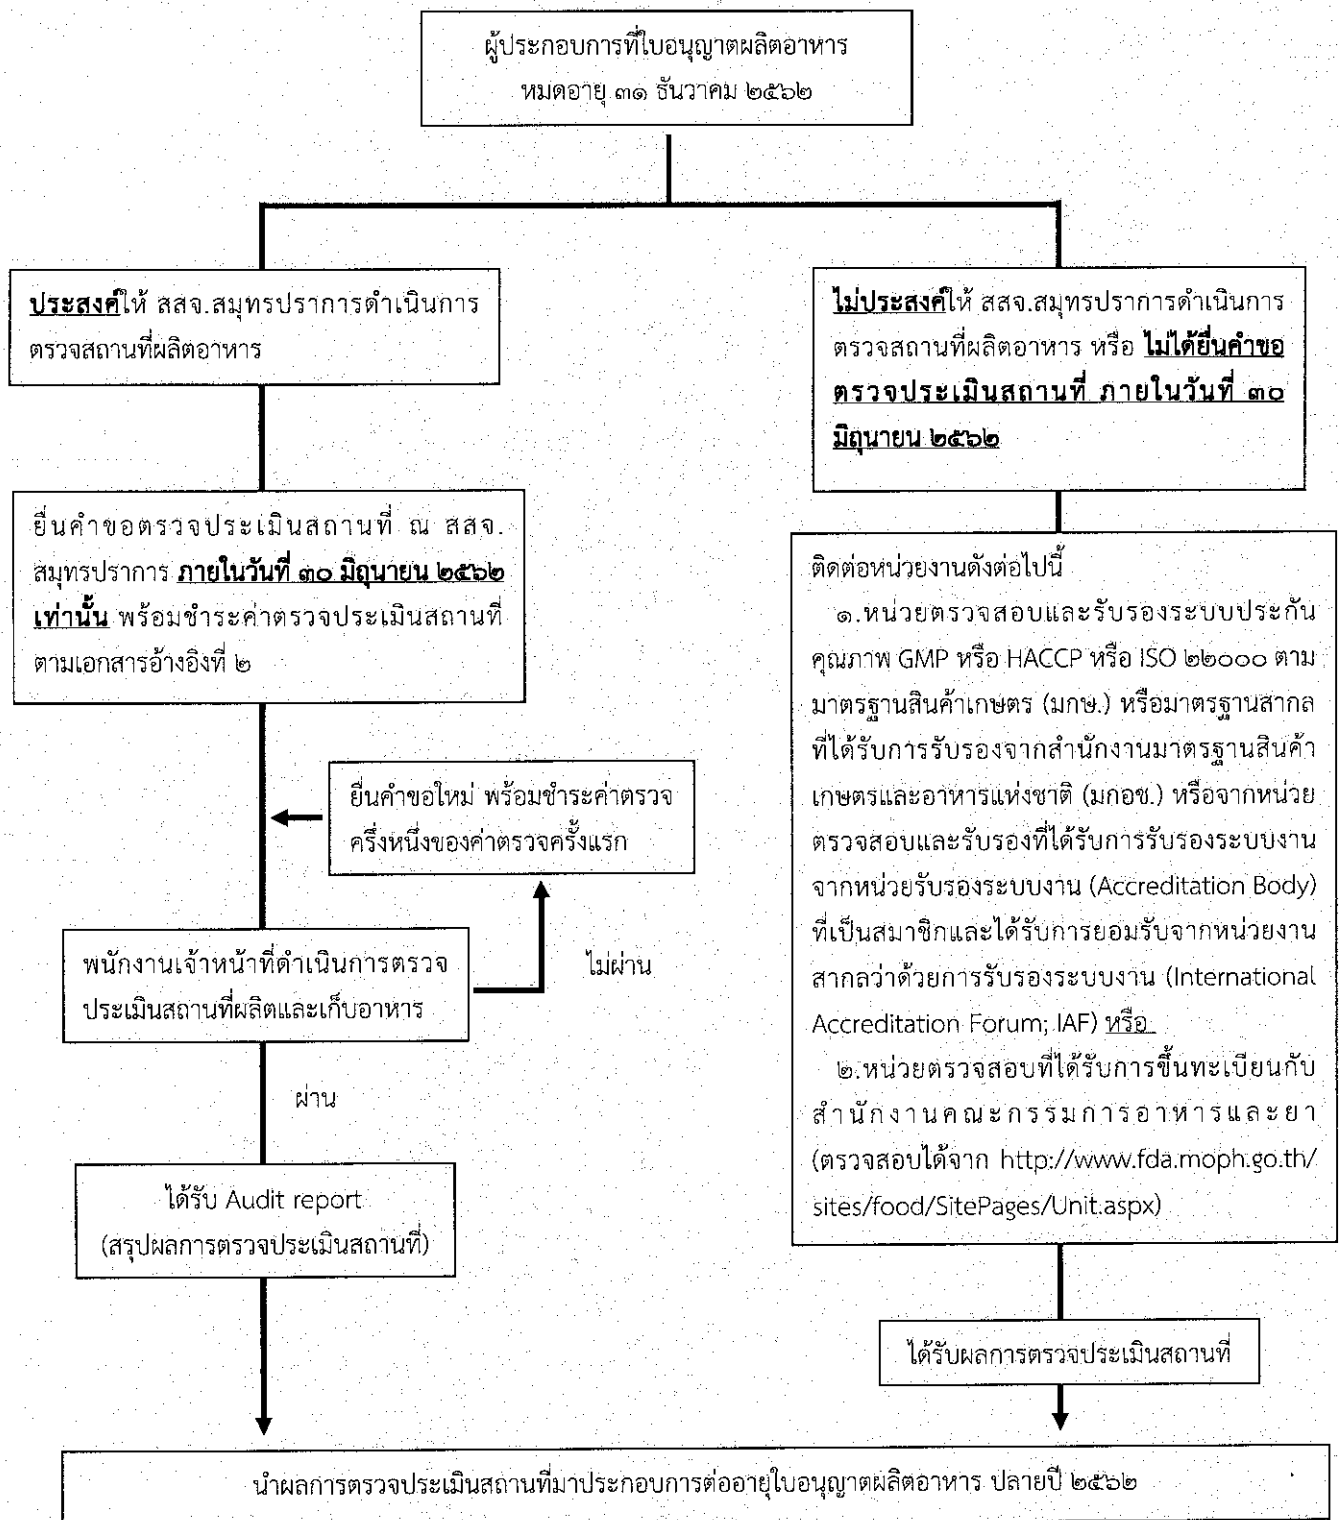 ผู้ประกอบการที่ใบอนุญาตผลิตอาหาร
หมดอายุ ๓๑ ธันวาคม ๒๕๖๒
ประสงค์ให้ สสจ.สมุทรปราการดำเนินการ
ตรวจสถานที่ผลิตอาหาร
ไม่ประสงค์ให้ สสจ.สมุทรปราการดำเนินการ
ตรวจสถานที่ผลิตอาหาร หรือ ไม่ได้ยื่นคำขอ
ตรวจประเมินสถานที่ ภายในวันที่ ๓๐
มิถุนายน ๒๕๖๒
ยื่นคำขอตรวจประเมินสถานที่ ณ สสจ.
สมุทรปราการ ภายในวันที่ ๓๐ มิถุนายน ๒๕๖๒
เท่านั้น พร้อมชำระค่าตรวจประเมินสถานที่
ตามเอกสารอ้างอิงที่ ๒
ยื่นคำขอใหม่ พร้อมชำระค่าตรวจ
ครึ่งหนึ่งของค่าตรวจครั้งแรก
พนักงานเจ้าหน้าที่ดำเนินการตรวจ
ประเมินสถานที่ผลิตและเก็บอาหาร
ไม่ผ่าน
ผ่าน
ได้รับ Audit report
(สรุปผลการตรวจประเมินสถานที่)
ติดต่อหน่วยงานดังต่อไปนี้
๑.หน่วยตรวจสอบและรับรองระบบประกัน
คุณภาพ GMP หรือ HACCP หรือ ISO ๒๒๐๐๐ ตาม
มาตรฐานสินค้าเกษตร (มกษ.) หรือมาตรฐานสากล
ที่ได้รับการรับรองจากสำนักงานมาตรฐานสินค้า
เกษตรและอาหารแห่งชาติ (มกอช.) หรือจากหน่วย
ตรวจสอบและรับรองที่ได้รับการรับรองระบบงาน
จากหน่วยรับรองระบบงาน (Accreditation Body)
ที่เป็นสมาชิกและได้รับการยอมรับจากหน่วยงาน
สากลว่าด้วยการรับรองระบบงาน (International
Accreditation Forum; IAF) หรือ
๒.หน่วยตรวจสอบที่ได้รับการขึ้นทะเบียนกับ
สำนักงานคณะกรรมการอาหารและยา
(ตรวจสอบได้จาก http://www.fda.moph.go.th/
sites/food/SitePages/Unit.aspx)
ได้รับผลการตรวจประเมินสถานที่
นำผลการตรวจประเมินสถานที่มาประกอบการต่ออายุใบอนุญาตผลิตอาหาร ปลายปี ๒๕๖๒